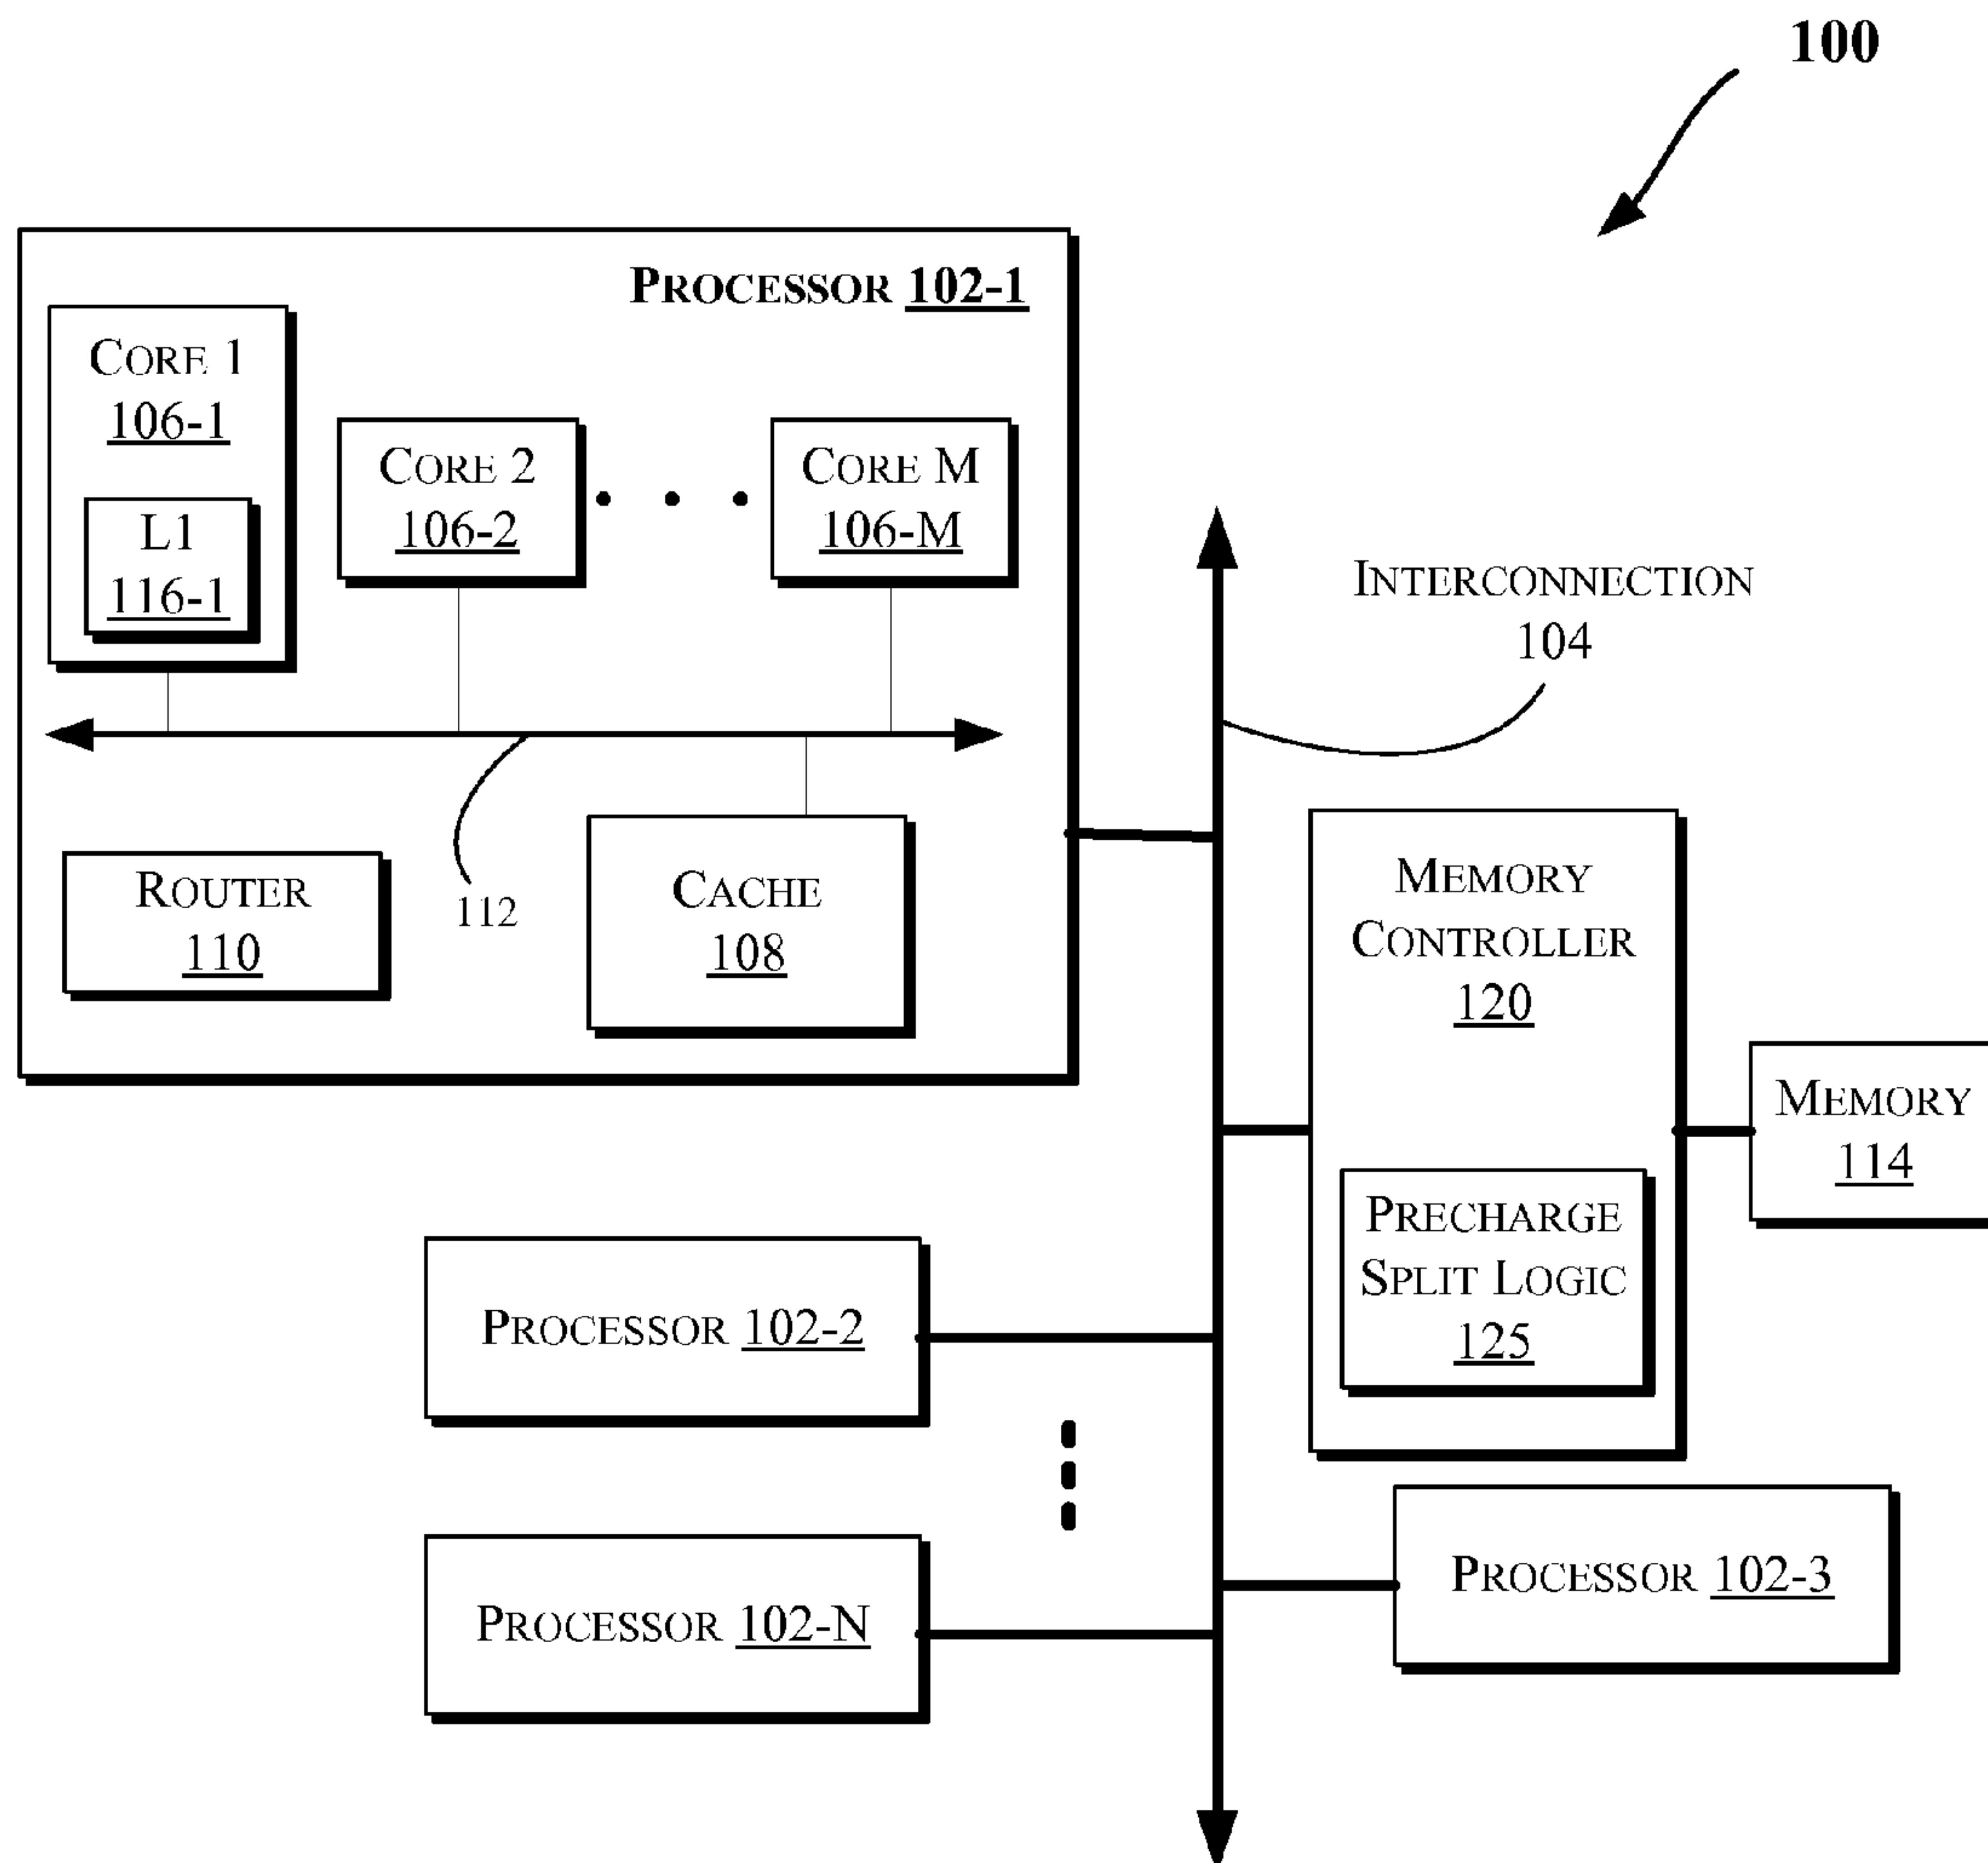 100
PROCESSOR 102-1
CORE 1
106-1
L1
116-1
CORE 2
106-2
CORE M
106-M
112
ROUTER
110
CACHE
108
INTERCONNECTION
104
MEMORY
CONTROLLER
120
PRECHARGE
SPLIT LOGIC
125
MEMORY
114
PROCESSOR 102-2
PROCESSOR 102-N
PROCESSOR 102-3